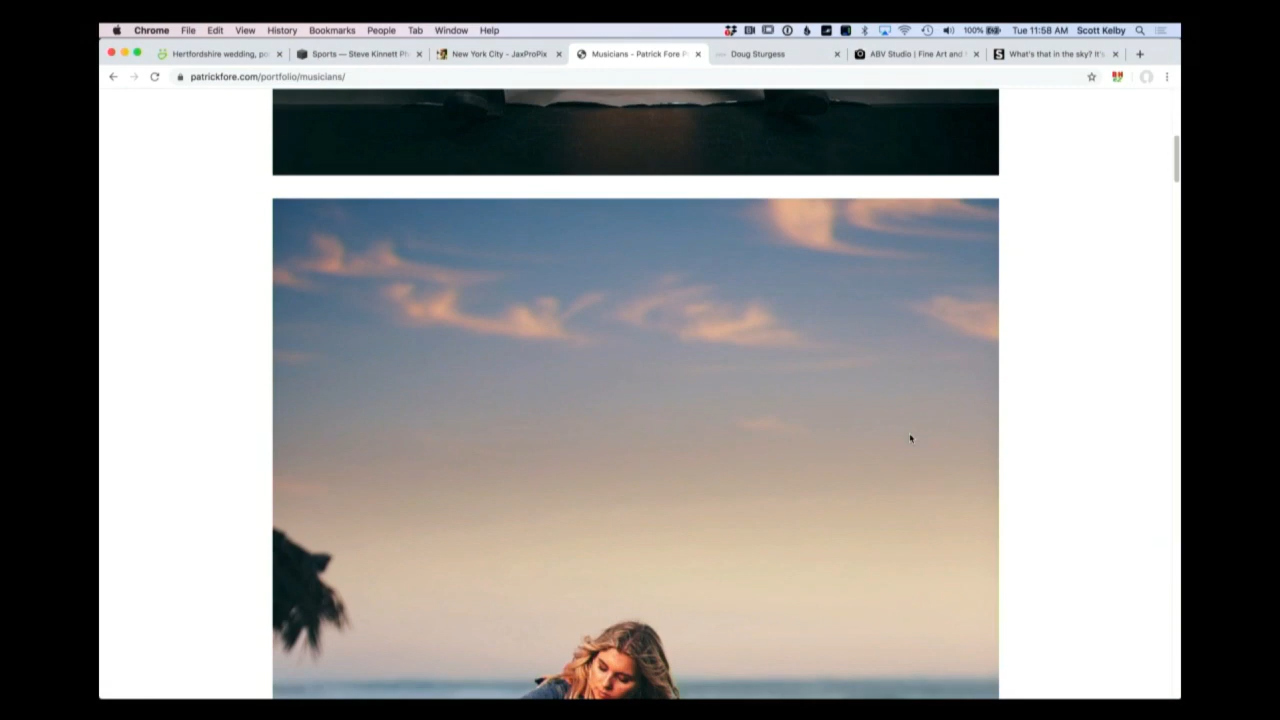 Chrome File Edit View History Bookmarks People Tab Window Help 100% Tue 11:58 AM Scott Kelby
Hertfordshire wedding, po Sports — Steve Kinnett Ph New York City - JaxProPix Musicians - Patrick Fore P Doug Sturgess ABV Studio | Fine Art and What's that in the sky? It's
patrickfore.com/portfolio/musicians/